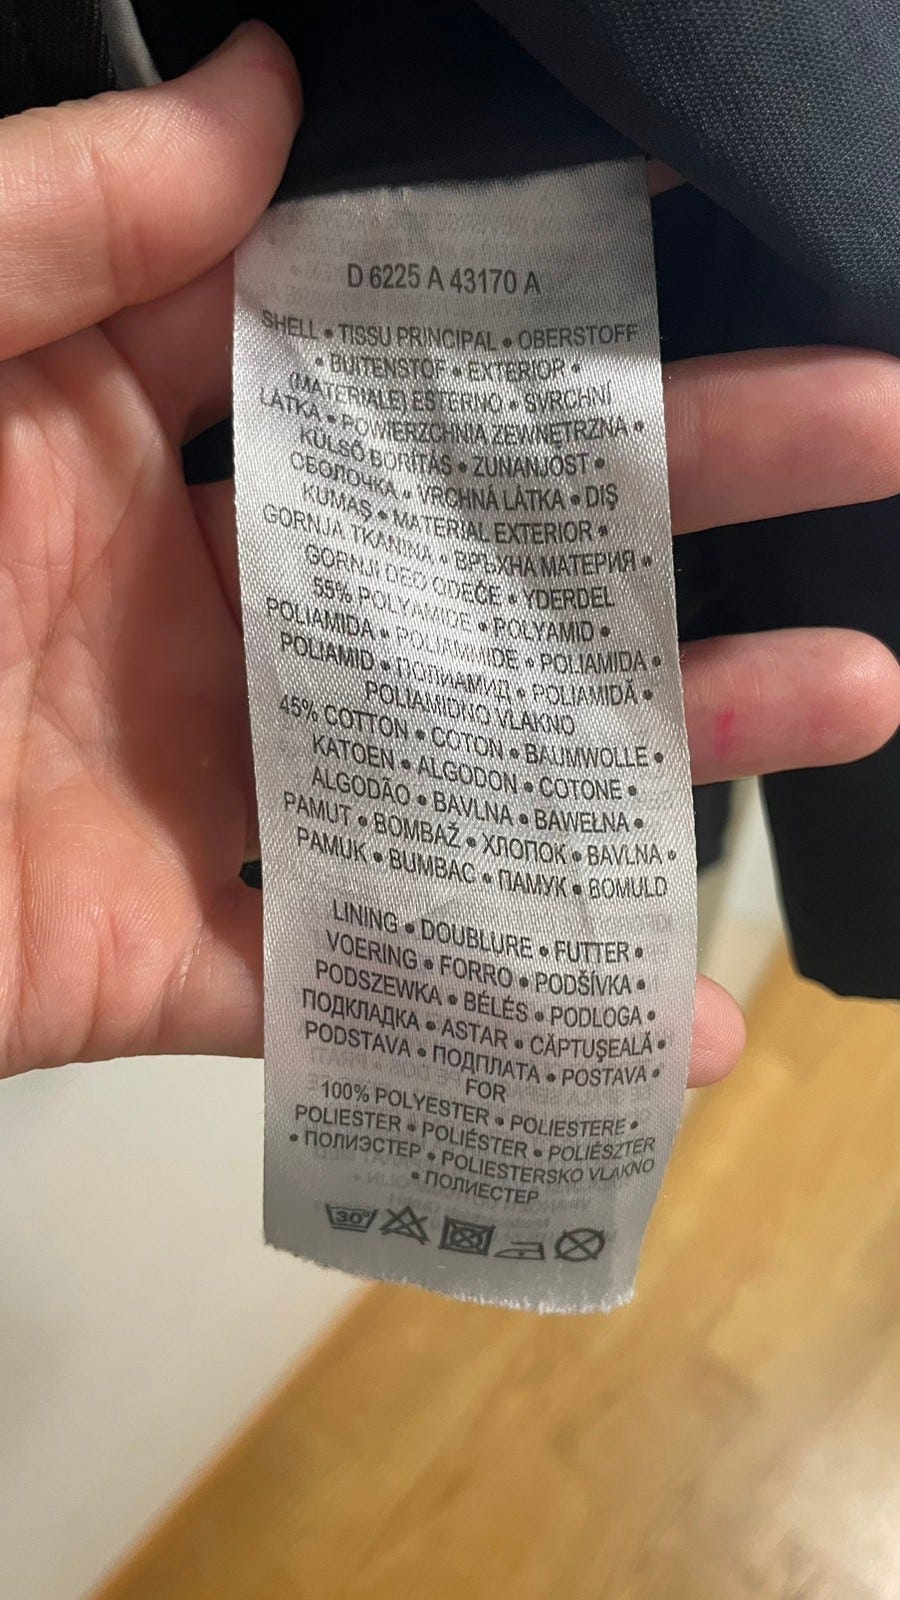 D 6225 A 43170 A
SHELL • TISSU PRINCIPAL • OBERSTOFF
• BUITENSTOF • EXTERIOR •
(MATERIALE) ESTERNO • SVRCHNÍ
LÁTKA • POWIERZCHNIA ZEWNĘTRZNA •
KÜLSŐ BORÍTÁS • ZUNANJOST •
ОБОЛОЧКА • VRCHNÁ LÁTKA • DIŞ
KUMAŞ • MATERIAL EXTERIOR •
GORNJA TKANINA • ВРЪХНА МАТЕРИЯ •
GORNJI DEO ODEĆE • YDERDEL
55% POLYAMIDE • POLYAMID •
POLIAMIDA • POLIAMMIDE • POLIAMIDA •
POLIAMID • ПОЛИАМИД • POLIAMIDĂ •
POLIAMIDNO VLAKNO
45% COTTON • COTON • BAUMWOLLE •
KATOEN • ALGODON • COTONE •
ALGODÃO • BAVLNA • BAWEŁNA •
PAMUT • BOMBAŽ • ХЛОПОК • BAVLNA •
PAMUK • BUMBAC • ПАМУК • BOMULD
LINING • DOUBLURE • FUTTER •
VOERING • FORRO • PODŠÍVKA •
PODSZEWKA • BÉLÉS • PODLOGA •
ПОДКЛАДКА • ASTAR • CĂPTUŞEALĂ •
PODSTAVA • ПОДПЛАТА • POSTAVA •
FOR
100% POLYESTER • POLIESTERE •
POLIESTER • POLIÉSTER • POLIÉSZTER
• ПОЛИЭСТЕР • POLIESTERSKO VLAKNO
• ПОЛИЕСТЕР
30°